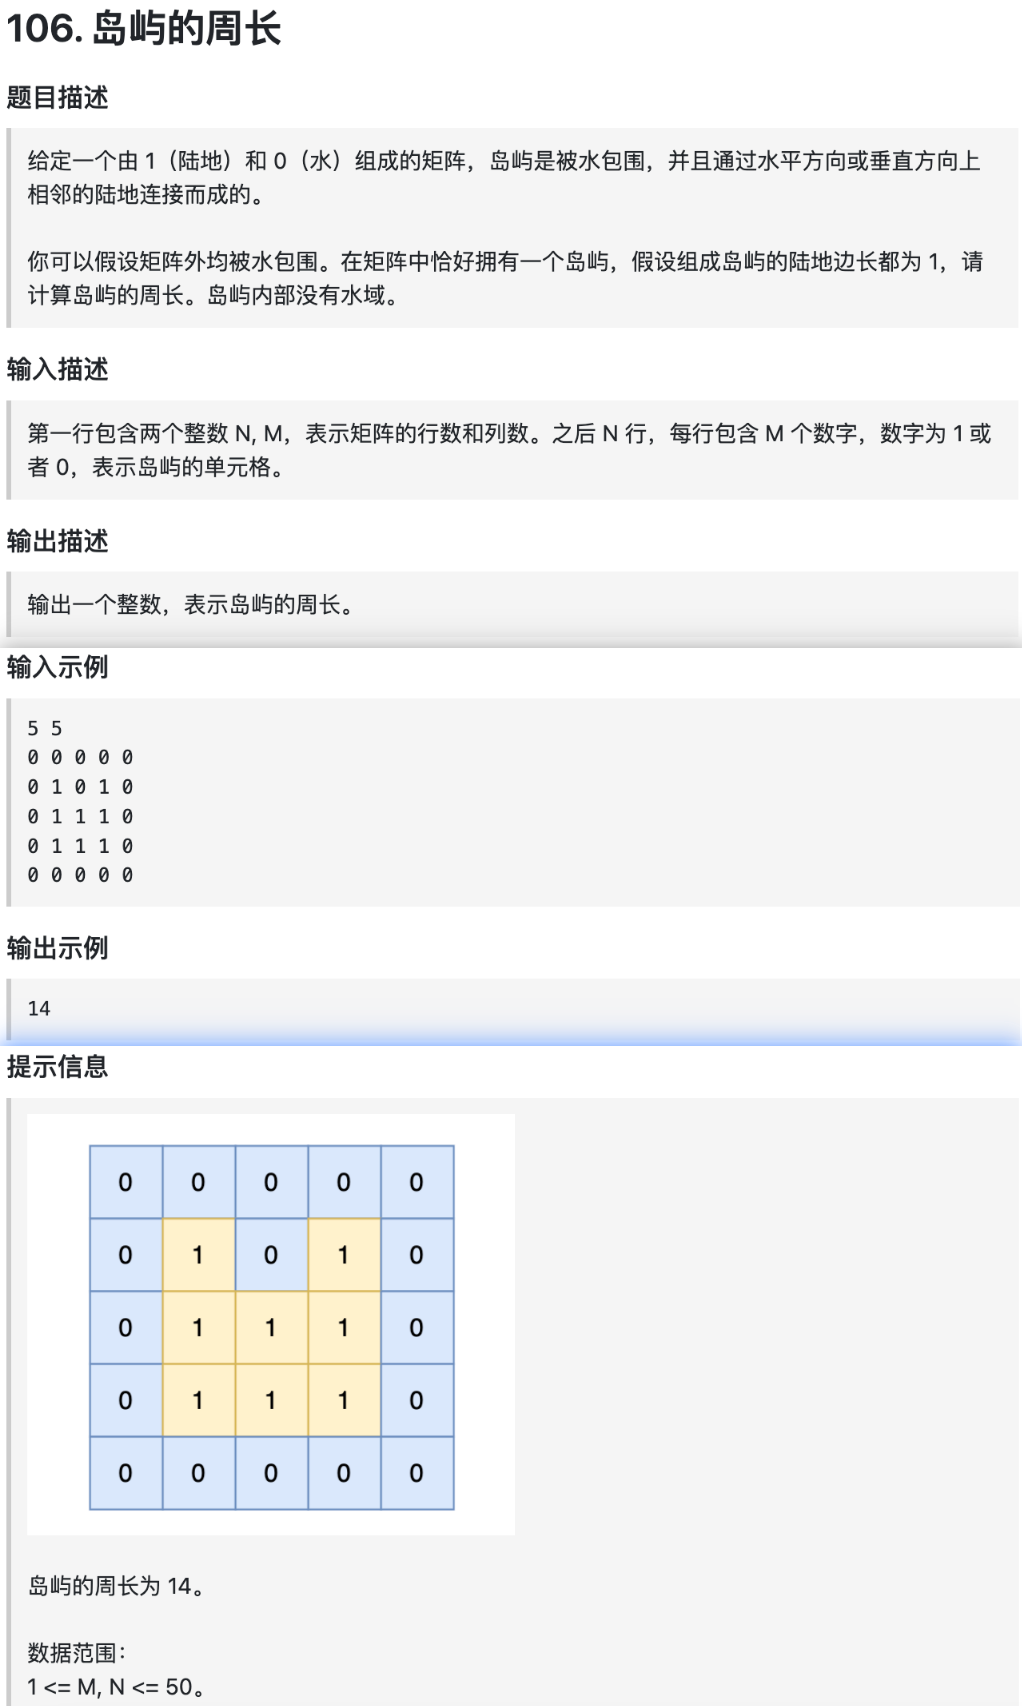 106. 岛屿的周长
题目描述
给定一个由 1（陆地）和 0（水）组成的矩阵，岛屿是被水包围，并且通过水平方向或垂直方向上
相邻的陆地连接而成的。
你可以假设矩阵外均被水包围。在矩阵中恰好拥有一个岛屿，假设组成岛屿的陆地边长都为 1，请
计算岛屿的周长。岛屿内部没有水域。
输入描述
第一行包含两个整数 N, M，表示矩阵的行数和列数。之后 N 行，每行包含 M 个数字，数字为 1 或
者 0，表示岛屿的单元格。
输出描述
输出一个整数，表示岛屿的周长。
输入示例
5 5
0 0 0 0 0
0 1 0 1 0
0 1 1 1 0
0 1 1 1 0
0 0 0 0 0
输出示例
14
提示信息
0 0 0 0 0
0 1 0 1 0
0 1 1 1 0
0 1 1 1 0
0 0 0 0 0
岛屿的周长为 14。
数据范围：
1 <= M, N <= 50。